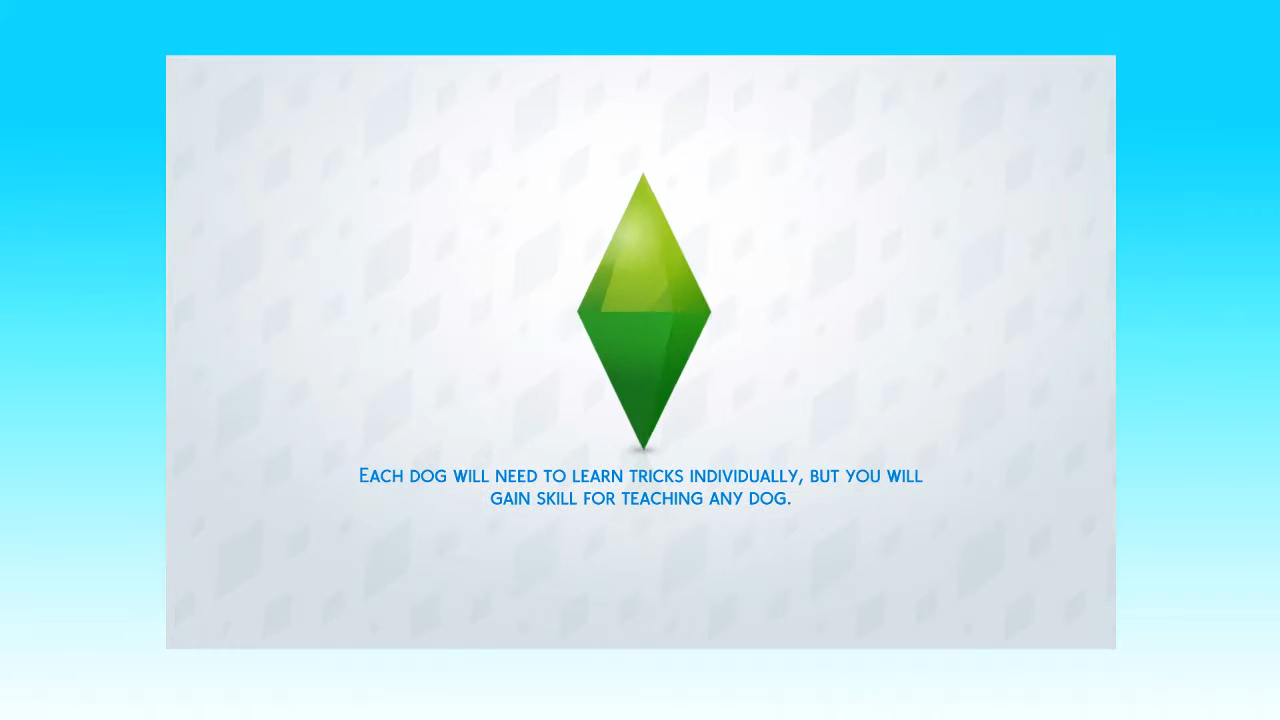 Each dog will need to learn tricks individually, but you will
gain skill for teaching any dog.